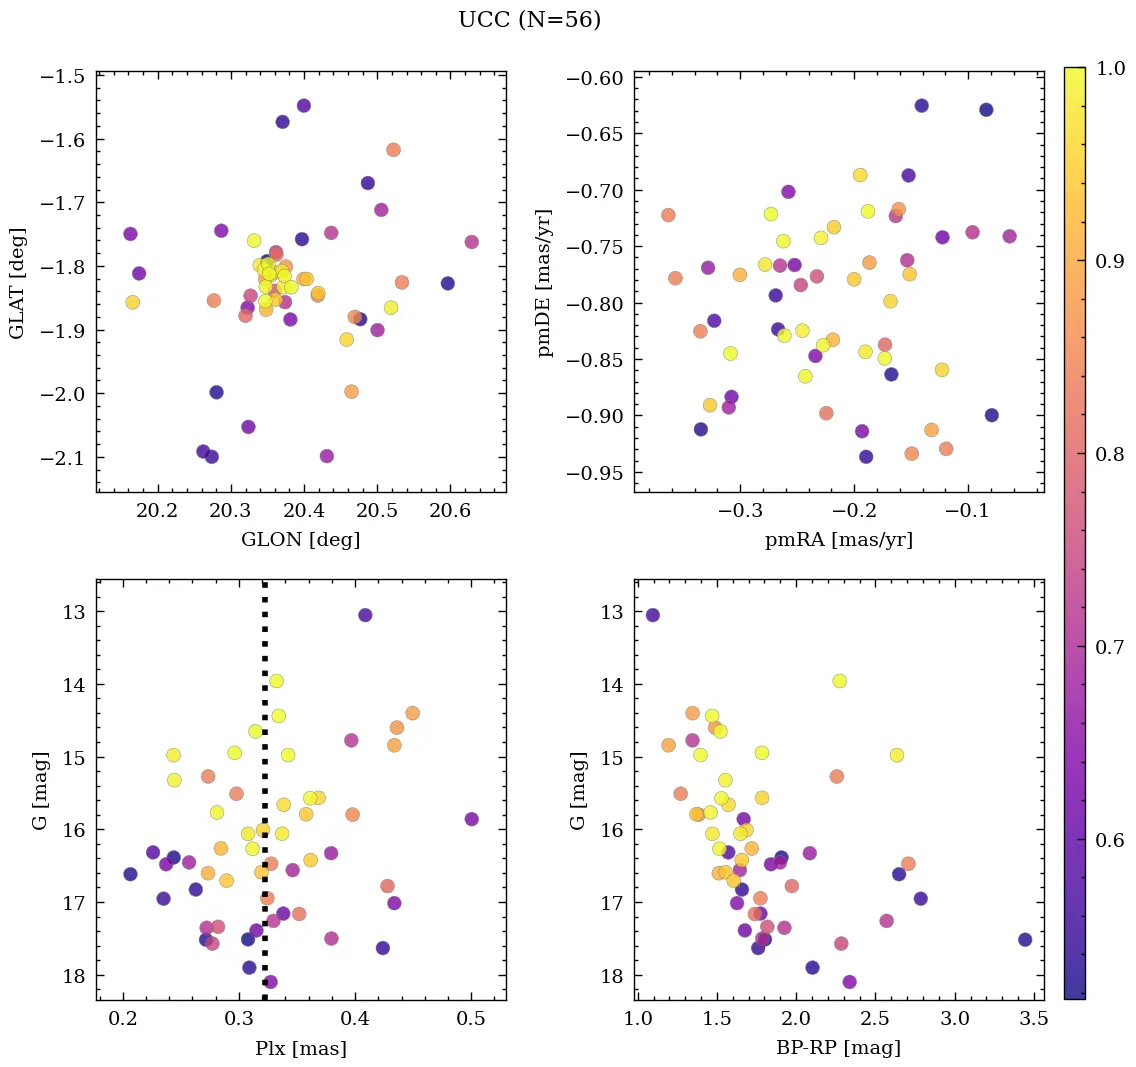 UCC (N=56)
−1.5
−1.6
−1.7
−1.8
−1.9
−2.0
−2.1
GLAT [deg]
20.2 20.3 20.4 20.5 20.6
GLON [deg]
−0.60
−0.65
−0.70
−0.75
−0.80
−0.85
−0.90
−0.95
pmDE [mas/yr]
−0.3 −0.2 −0.1
pmRA [mas/yr]
13
14
15
16
17
18
G [mag]
0.2 0.3 0.4 0.5
Plx [mas]
13
14
15
16
17
18
G [mag]
1.0 1.5 2.0 2.5 3.0 3.5
BP-RP [mag]
1.0
0.9
0.8
0.7
0.6